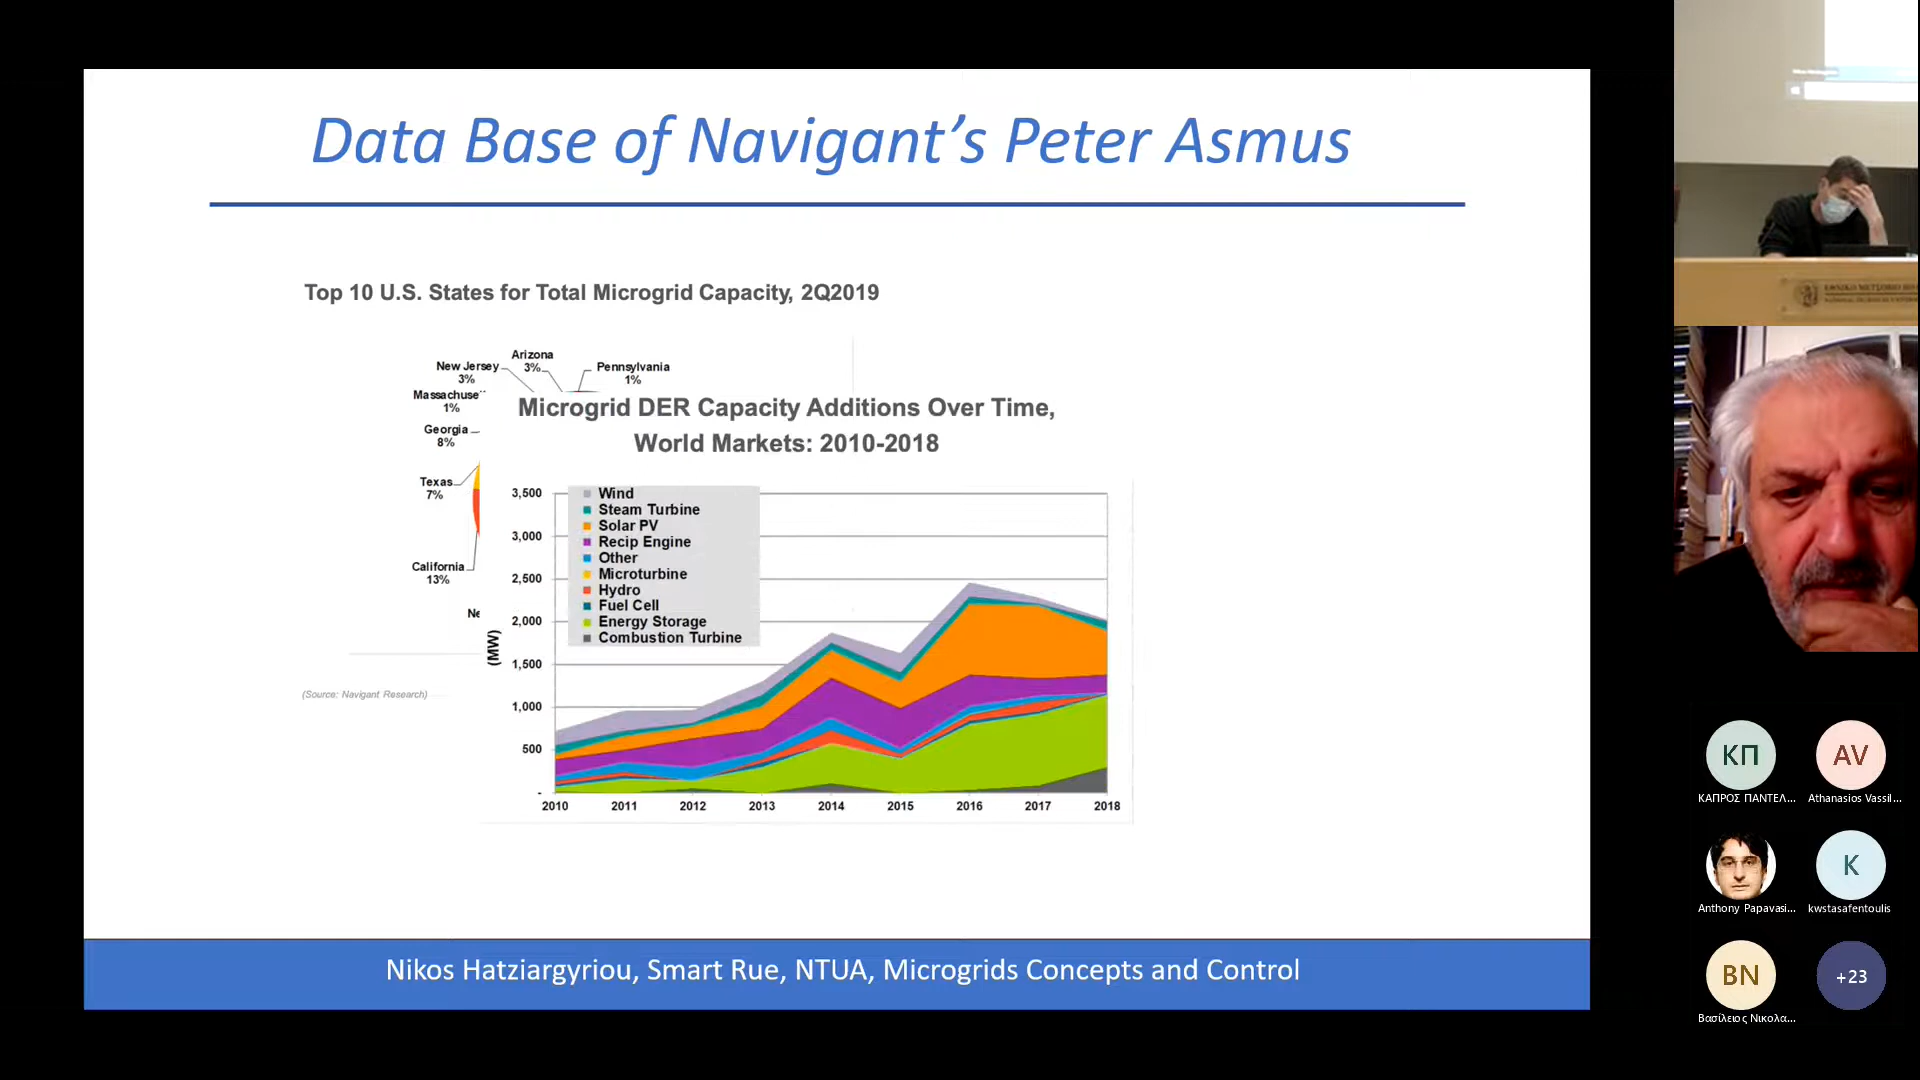 Data Base of Navigant’s Peter Asmus
Top 10 U.S. States for Total Microgrid Capacity, 2Q2019
Arizona
3%
New Jersey
3%
Pennsylvania
1%
Massachuse
1%
Georgia
8%
Texas
7%
California
13%
Ne
(Source: Navigant Research)
Microgrid DER Capacity Additions Over Time,
World Markets: 2010-2018
(MW)
3,500
3,000
2,500
2,000
1,500
1,000
500
-
Wind
Steam Turbine
Solar PV
Recip Engine
Other
Microturbine
Hydro
Fuel Cell
Energy Storage
Combustion Turbine
2010 2011 2012 2013 2014 2015 2016 2017 2018
Nikos Hatziargyriou, Smart Rue, NTUA, Microgrids Concepts and Control
ΕΘΝΙΚΟ ΜΕΤΣΟΒΙΟ
ΚΠ
ΚΑΠΡΟΣ ΠΑΝΤΕΛ...
AV
Athanasios Vassil...
Anthony Papavasi...
K
kwstasafentoulis
BN
Βασίλειος Νικολα...
+23